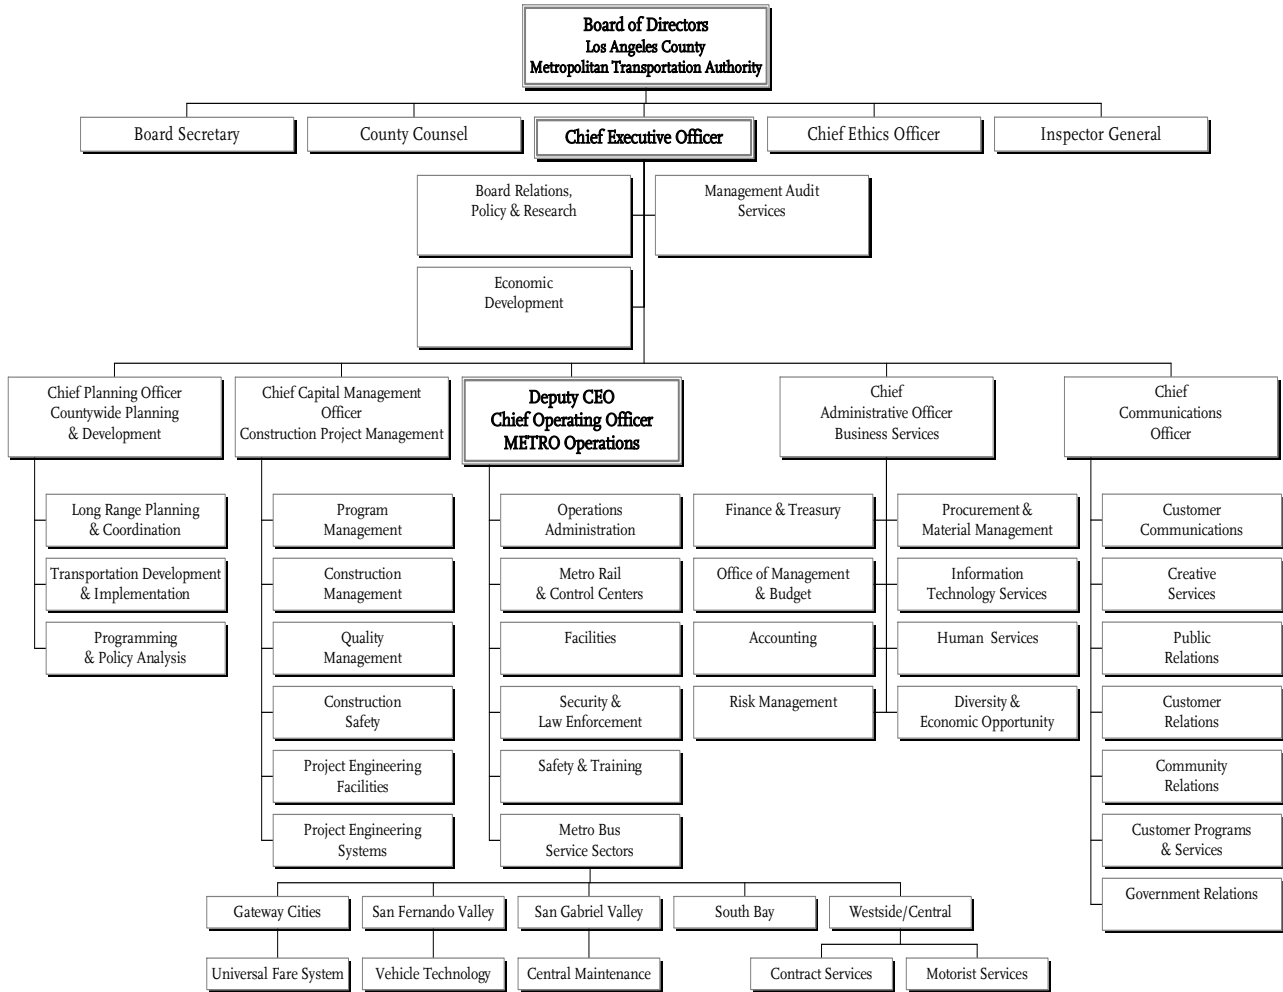 Board of Directors
Los Angeles County
Metropolitan Transportation Authority
Board Secretary
County Counsel
Chief Executive Officer
Chief Ethics Officer
Inspector General
Board Relations,
Policy & Research
Management Audit
Services
Economic
Development
Chief Planning Officer
Countywide Planning
& Development
Chief Capital Management
Officer
Construction Project Management
Deputy CEO
Chief Operating Officer
METRO Operations
Chief
Administrative Officer
Business Services
Chief
Communications
Officer
Long Range Planning
& Coordination
Transportation Development
& Implementation
Programming
& Policy Analysis
Program
Management
Construction
Management
Quality
Management
Construction
Safety
Project Engineering
Facilities
Project Engineering
Systems
Operations
Administration
Metro Rail
& Control Centers
Facilities
Security &
Law Enforcement
Safety & Training
Metro Bus
Service Sectors
Finance & Treasury
Office of Management
& Budget
Accounting
Risk Management
Procurement &
Material Management
Information
Technology Services
Human Services
Diversity &
Economic Opportunity
Customer
Communications
Creative
Services
Public
Relations
Customer
Relations
Community
Relations
Customer Programs
& Services
Government Relations
Gateway Cities
San Fernando Valley
San Gabriel Valley
South Bay
Westside/Central
Universal Fare System
Vehicle Technology
Central Maintenance
Contract Services
Motorist Services